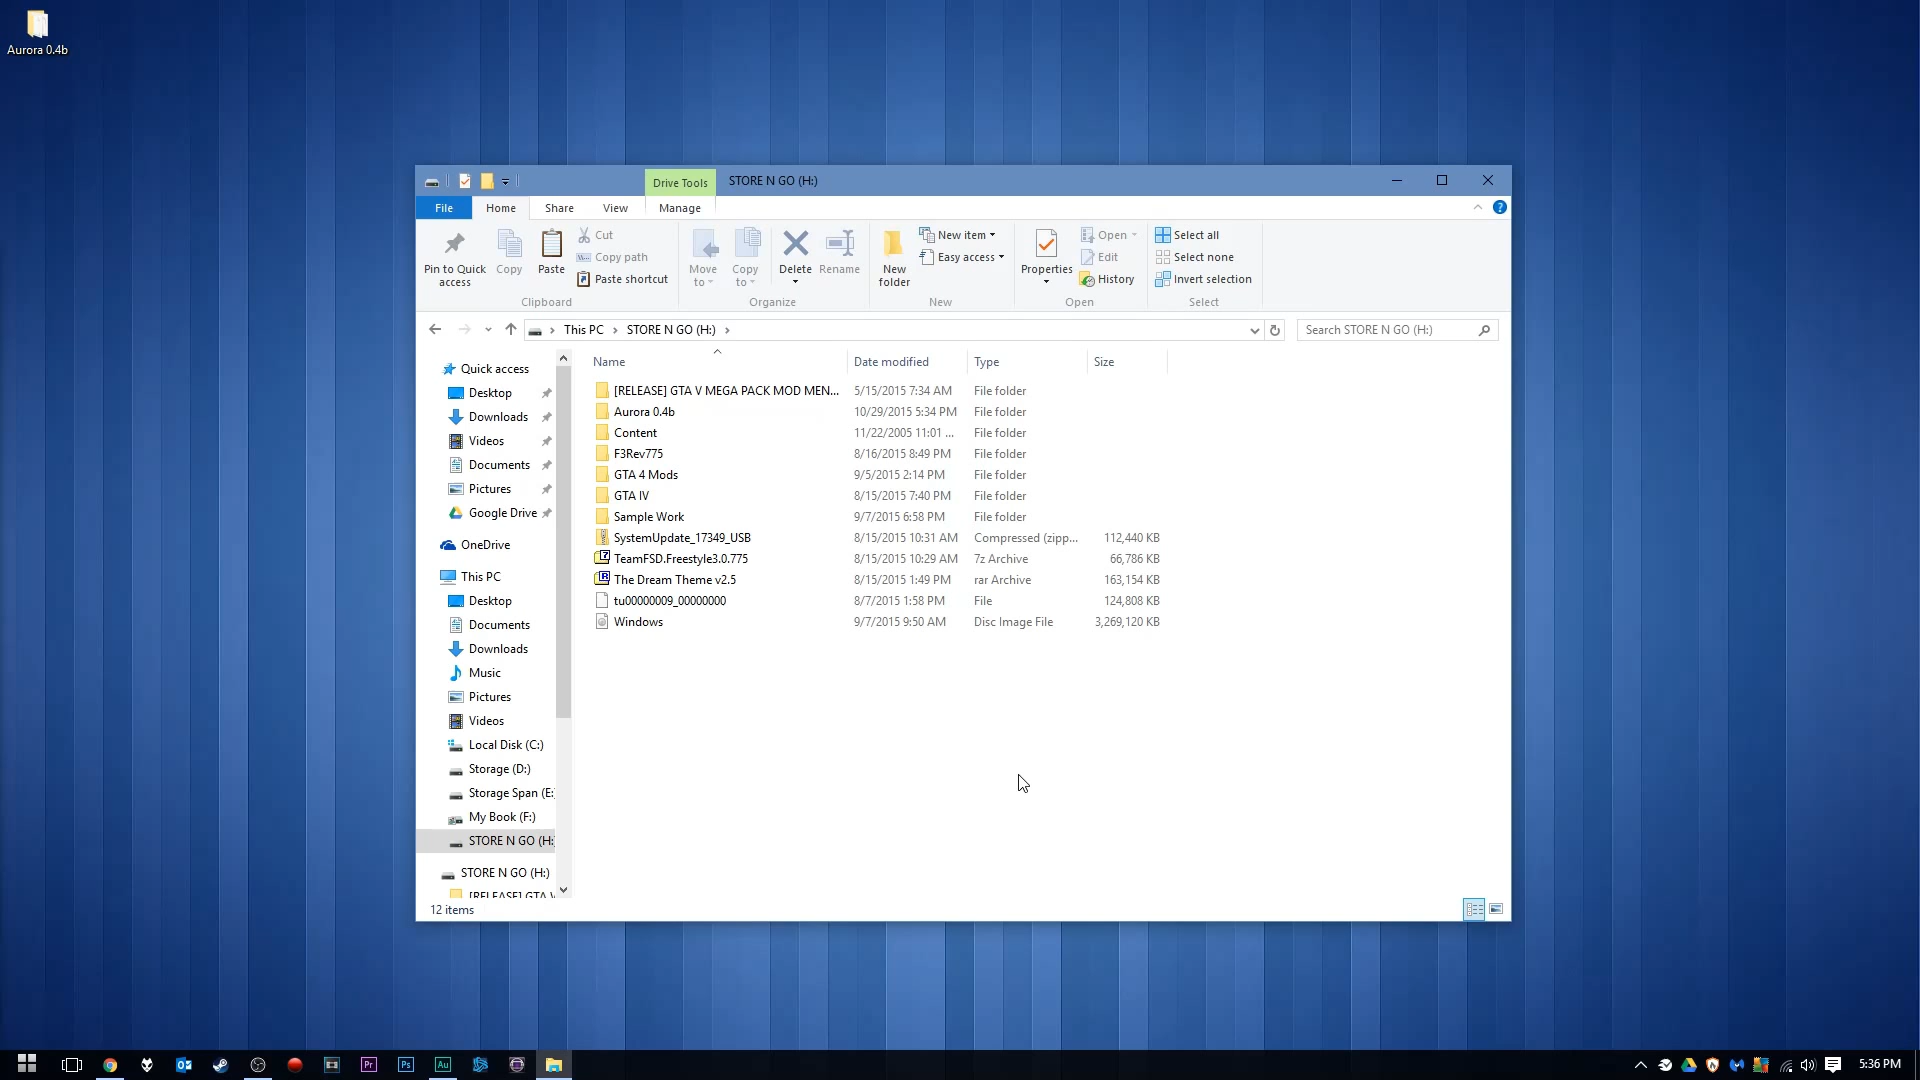 Aurora 0.4b
Drive Tools
STORE N GO (H:)
File
Home
Share
View
Manage
Pin to Quick access
Copy
Paste
Cut
Copy path
Paste shortcut
Clipboard
Move to
Copy to
Delete
Rename
Organize
New folder
New item
Easy access
New
Properties
Open
Edit
History
Open
Select all
Select none
Invert selection
Select
This PC
STORE N GO (H:)
Search STORE N GO (H:)
Quick access
Desktop
Downloads
Videos
Documents
Pictures
Google Drive
OneDrive
This PC
Desktop
Documents
Downloads
Music
Pictures
Videos
Local Disk (C:)
Storage (D:)
Storage Span (E:
My Book (F:)
STORE N GO (H:
STORE N GO (H:)
[RELEASE] GTA V
Name Date modified Type Size
[RELEASE] GTA V MEGA PACK MOD MEN... 5/15/2015 7:34 AM File folder
Aurora 0.4b 10/29/2015 5:34 PM File folder
Content 11/22/2005 11:01 ... File folder
F3Rev775 8/16/2015 8:49 PM File folder
GTA 4 Mods 9/5/2015 2:14 PM File folder
GTA IV 8/15/2015 7:40 PM File folder
Sample Work 9/7/2015 6:58 PM File folder
SystemUpdate_17349_USB 8/15/2015 10:31 AM Compressed (zipp... 112,440 KB
TeamFSD.Freestyle3.0.775 8/15/2015 10:29 AM 7z Archive 66,786 KB
The Dream Theme v2.5 8/15/2015 1:49 PM rar Archive 163,154 KB
tu00000009_00000000 8/7/2015 1:58 PM File 124,808 KB
Windows 9/7/2015 9:50 AM Disc Image File 3,269,120 KB
12 items
Pr
Ps
Au
5:36 PM